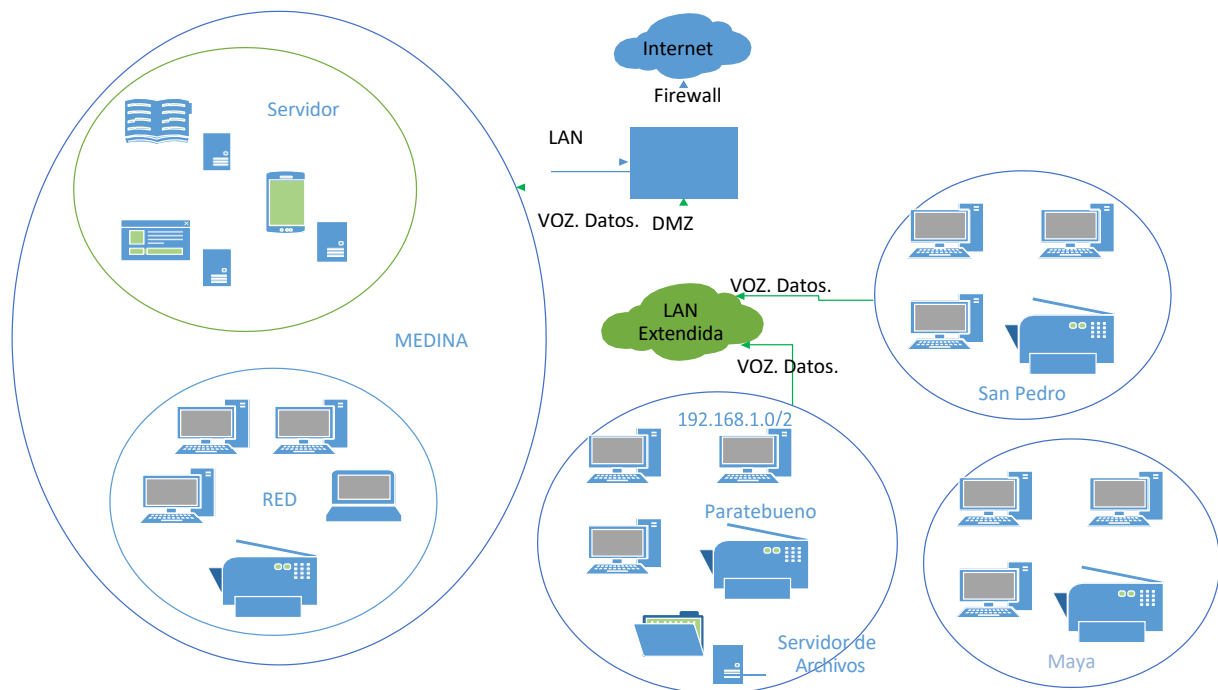 Internet
Firewall
Servidor
LAN
VOZ. Datos.
DMZ
VOZ. Datos.
LAN
Extendida
MEDINA
VOZ. Datos.
San Pedro
192.168.1.0/2
RED
Paratebueno
Servidor de
Archivos
Maya